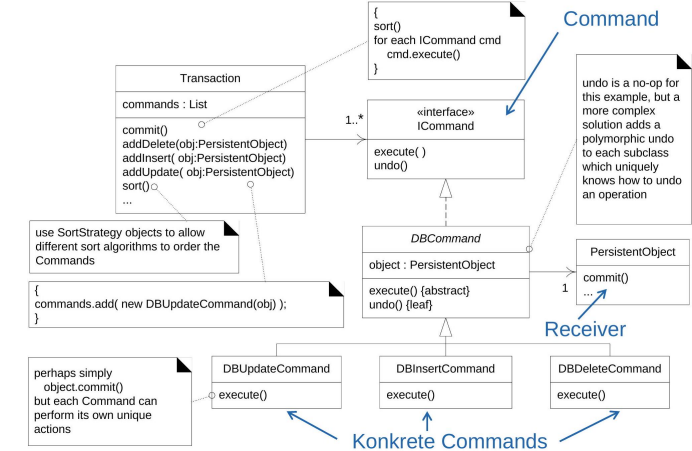 {
sort()
for each ICommand cmd
cmd.execute()
}
Command
Transaction
commands : List
commit()
addDelete(obj:PersistentObject)
addInsert( obj:PersistentObject)
addUpdate( obj:PersistentObject)
sort()
...
1..*
«interface»
ICommand
execute( )
undo()
undo is a no-op for
this example, but a
more complex
solution adds a
polymorphic undo
to each subclass
which uniquely
knows how to undo
an operation
use SortStrategy objects to allow
different sort algorithms to order the
Commands
{
commands.add( new DBUpdateCommand(obj) );
}
DBCommand
object : PersistentObject
execute() {abstract}
undo() {leaf}
1
PersistentObject
commit()
...
Receiver
perhaps simply
object.commit()
but each Command can
perform its own unique
actions
DBUpdateCommand
execute()
DBInsertCommand
execute()
DBDeleteCommand
execute()
Konkrete Commands